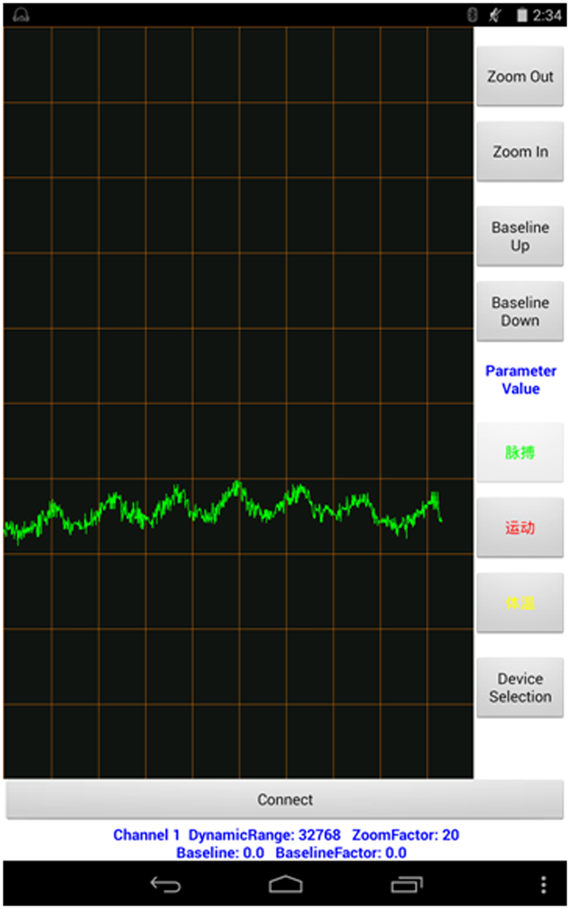 2:34
Zoom Out
Zoom In
Baseline
Up
Baseline
Down
Parameter
Value
脉搏
运动
体温
Device
Selection
Connect
Channel 1 DynamicRange: 32768 ZoomFactor: 20
Baseline: 0.0 BaselineFactor: 0.0